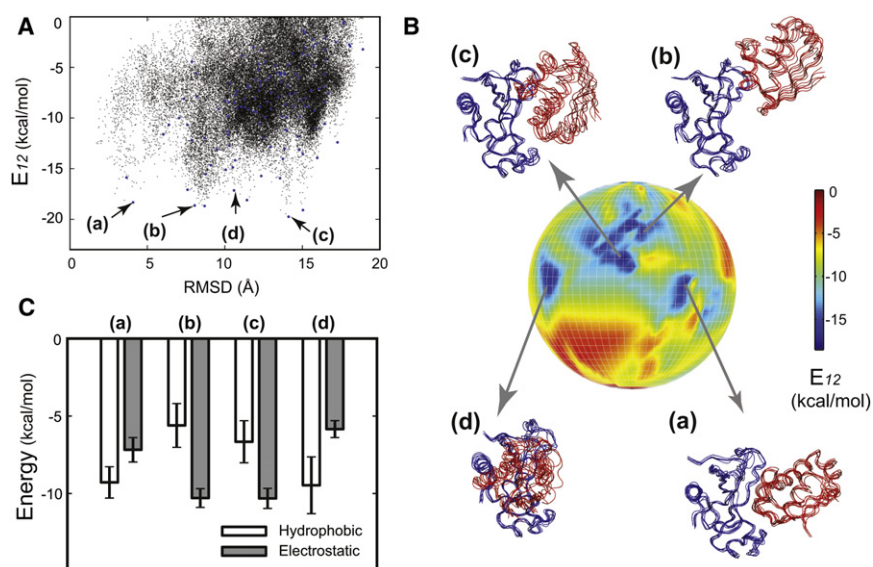 A
E12 (kcal/mol)
0
-5
-10
-15
-20
0
5
10
15
20
RMSD (Å)
(a)
(b)
(d)
(c)
B
(c)
(b)
(d)
(a)
0
-5
-10
-15
E12
(kcal/mol)
C
Energy (kcal/mol)
0
-5
-10
(a)
(b)
(c)
(d)
Hydrophobic
Electrostatic